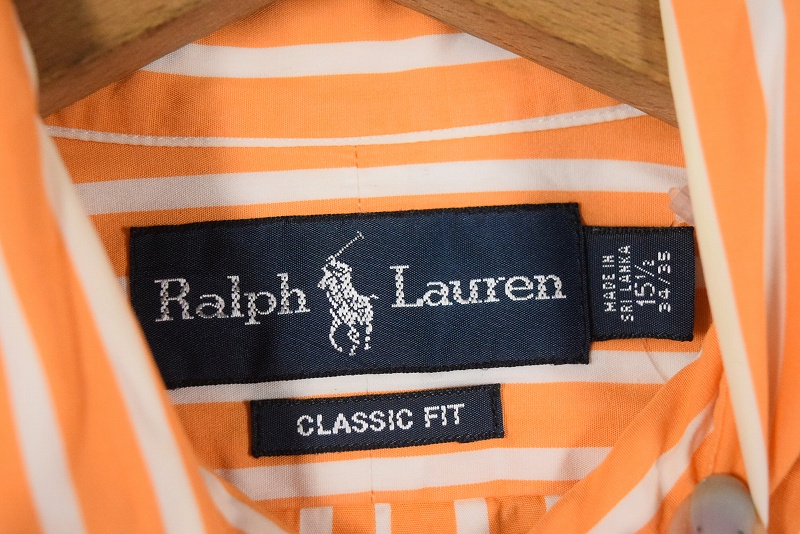 Ralph Lauren
MADE IN
SRI LANKA
15½
34/35
CLASSIC FIT